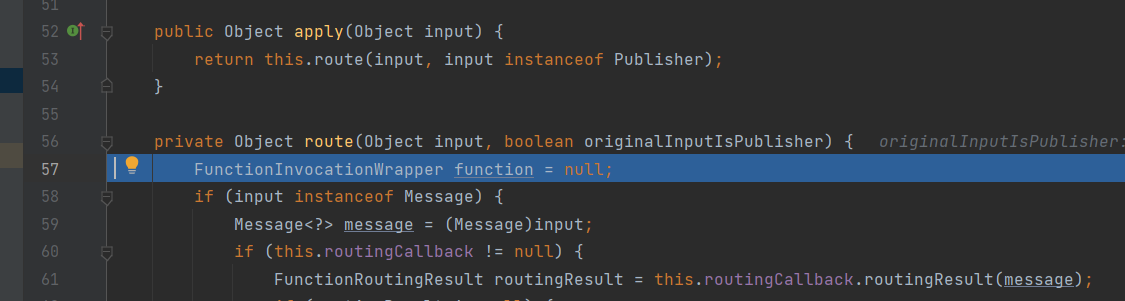 51
52 public Object apply(Object input) {
53 return this.route(input, input instanceof Publisher);
54 }
55
56 private Object route(Object input, boolean originalInputIsPublisher) { originalInputIsPublisher:
57 FunctionInvocationWrapper function = null;
58 if (input instanceof Message) {
59 Message<?> message = (Message)input;
60 if (this.routingCallback != null) {
61 FunctionRoutingResult routingResult = this.routingCallback.routingResult(message);